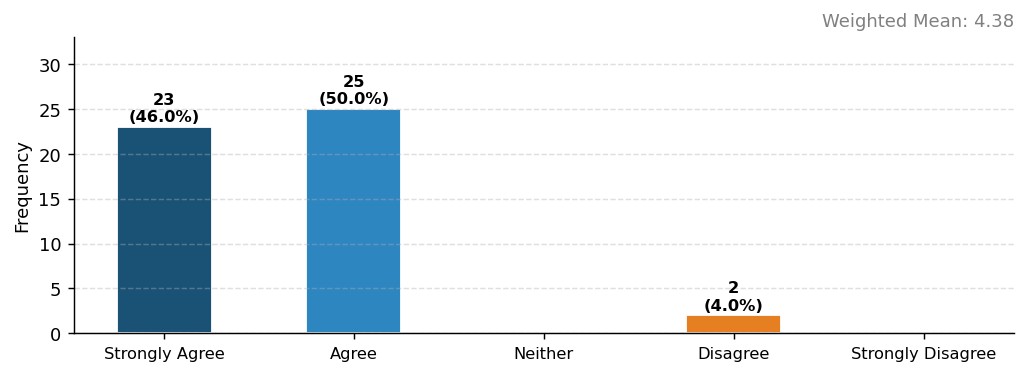 Weighted Mean: 4.38
Frequency
30
25
20
15
10
5
0
23
(46.0%)
25
(50.0%)
2
(4.0%)
Strongly Agree
Agree
Neither
Disagree
Strongly Disagree